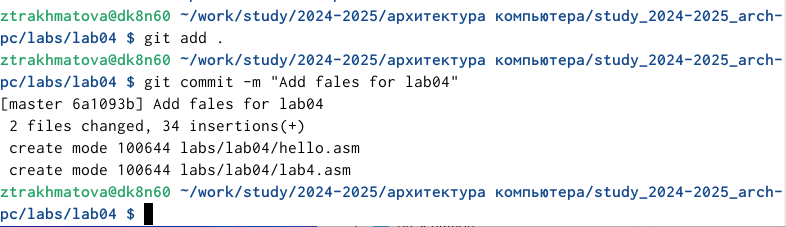 ztrakhmatova@dk8n60 ~/work/study/2024-2025/архитектура компьютера/study_2024-2025_arch-
pc/labs/lab04 $ git add .
ztrakhmatova@dk8n60 ~/work/study/2024-2025/архитектура компьютера/study_2024-2025_arch-
pc/labs/lab04 $ git commit -m "Add fales for lab04"
[master 6a1093b] Add fales for lab04
 2 files changed, 34 insertions(+)
 create mode 100644 labs/lab04/hello.asm
 create mode 100644 labs/lab04/lab4.asm
ztrakhmatova@dk8n60 ~/work/study/2024-2025/архитектура компьютера/study_2024-2025_arch-
pc/labs/lab04 $